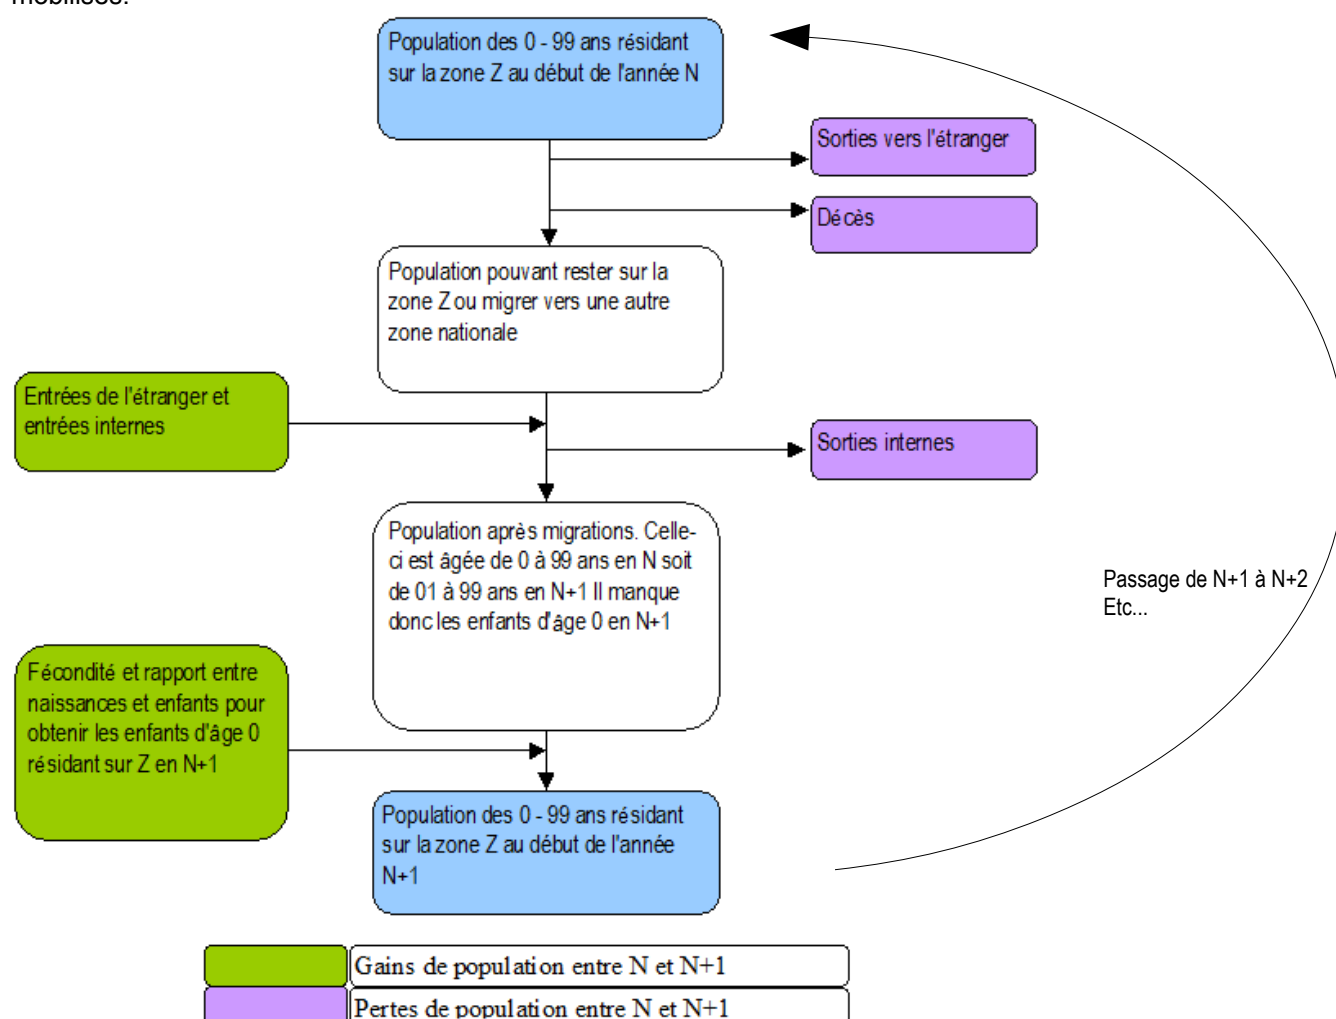 mobilisés.
Population des 0 - 99 ans résidant
sur la zone Z au début de l'année N
Sorties vers l'étranger
Décès
Population pouvant rester sur la
zone Z ou migrer vers une autre
zone nationale
Entrées de l'étranger et
entrées internes
Sorties internes
Population après migrations. Celle-
ci est âgée de 0 à 99 ans en N soit
de 01 à 99 ans en N+1 Il manque
donc les enfants d'âge 0 en N+1
Passage de N+1 à N+2
Etc...
Fécondité et rapport entre
naissances et enfants pour
obtenir les enfants d'âge 0
résidant sur Z en N+1
Population des 0 - 99 ans résidant
sur la zone Z au début de l'année
N+1
Gains de population entre N et N+1
Pertes de population entre N et N+1